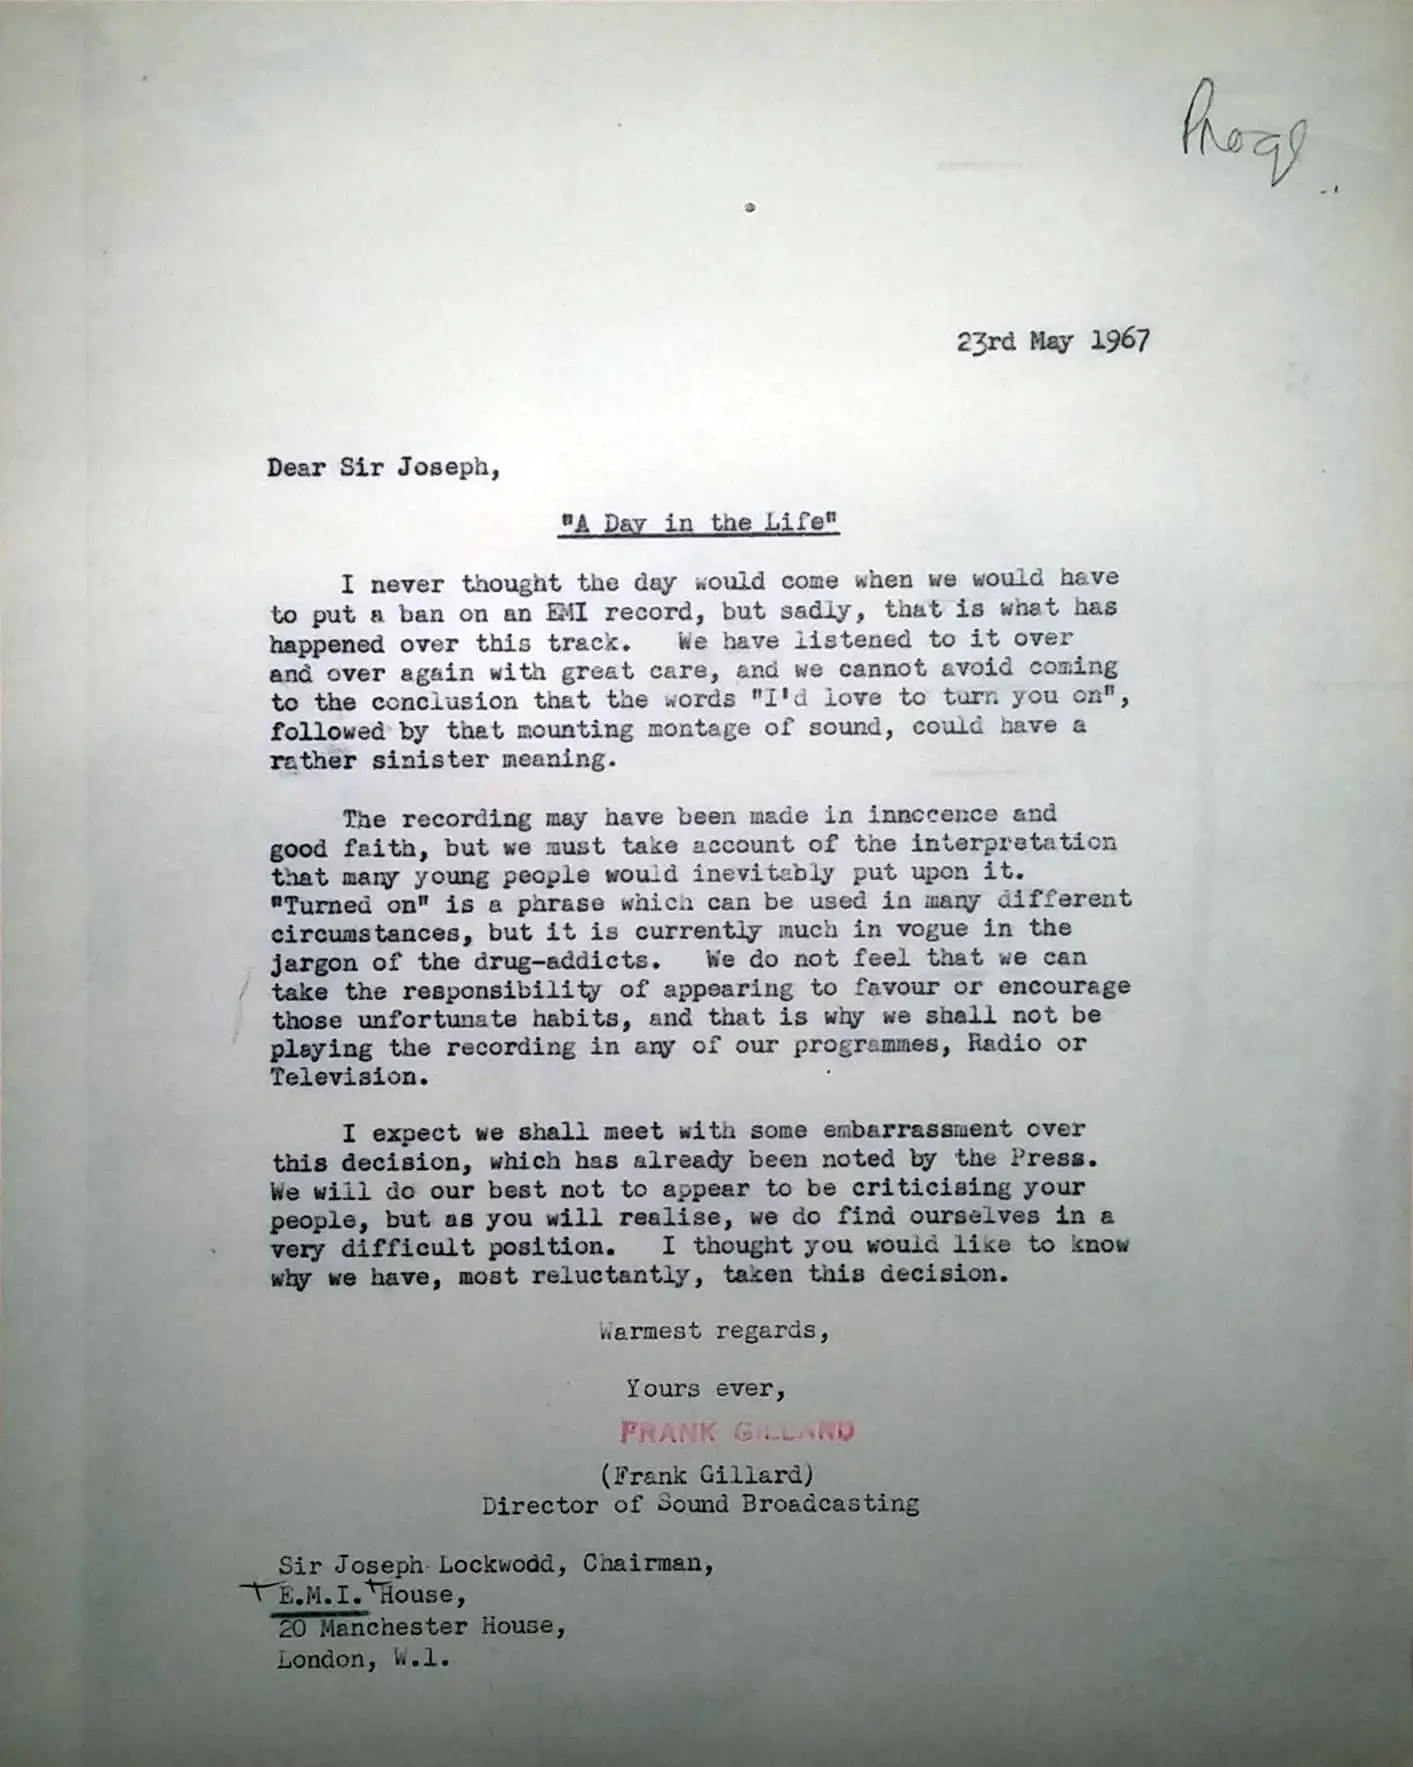 23rd May 1967
Dear Sir Joseph,
"A Day in the Life"
I never thought the day would come when we would have
to put a ban on an EMI record, but sadly, that is what has
happened over this track. We have listened to it over
and over again with great care, and we cannot avoid coming
to the conclusion that the words "I'd love to turn you on",
followed by that mounting montage of sound, could have a
rather sinister meaning.
The recording may have been made in innocence and
good faith, but we must take account of the interpretation
that many young people would inevitably put upon it.
"Turned on" is a phrase which can be used in many different
circumstances, but it is currently much in vogue in the
jargon of the drug-addicts. We do not feel that we can
take the responsibility of appearing to favour or encourage
those unfortunate habits, and that is why we shall not be
playing the recording in any of our programmes, Radio or
Television.
I expect we shall meet with some embarrassment over
this decision, which has already been noted by the Press.
We will do our best not to appear to be criticising your
people, but as you will realise, we do find ourselves in a
very difficult position. I thought you would like to know
why we have, most reluctantly, taken this decision.
Warmest regards,
Yours ever,
FRANK GILLARD
(Frank Gillard)
Director of Sound Broadcasting
Sir Joseph Lockwood, Chairman,
E.M.I. House,
20 Manchester House,
London, W.1.